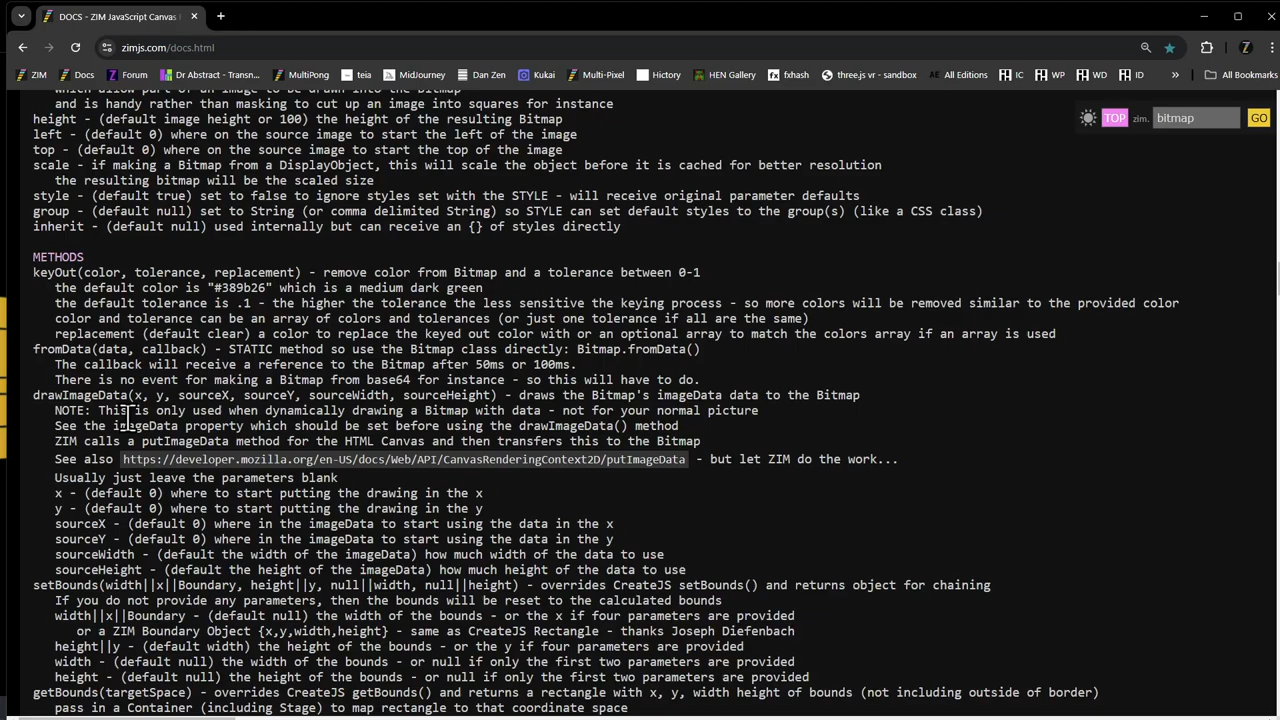 DOCS - ZIM JavaScript Canvas
zimjs.com/docs.html
ZIM
Docs
Forum
Dr Abstract - Transn...
MultiPong
teia
MidJourney
Dan Zen
Kukai
Multi-Pixel
Hictory
HEN Gallery
fxhash
three.js vr - sandbox
All Editions
IC
WP
WD
ID
»
All Bookmarks
which allow part of an image to be drawn into the Bitmap
and is handy rather than masking to cut up an image into squares for instance
TOP
zim.
bitmap
GO
height - (default image height or 100) the height of the resulting Bitmap
left - (default 0) where on the source image to start the left of the image
top - (default 0) where on the source image to start the top of the image
scale - if making a Bitmap from a DisplayObject, this will scale the object before it is cached for better resolution
the resulting bitmap will be the scaled size
style - (default true) set to false to ignore styles set with the STYLE - will receive original parameter defaults
group - (default null) set to String (or comma delimited String) so STYLE can set default styles to the group(s) (like a CSS class)
inherit - (default null) used internally but can receive an {} of styles directly
METHODS
keyOut(color, tolerance, replacement) - remove color from Bitmap and a tolerance between 0-1
the default color is "#389b26" which is a medium dark green
the default tolerance is .1 - the higher the tolerance the less sensitive the keying process - so more colors will be removed similar to the provided color
color and tolerance can be an array of colors and tolerances (or just one tolerance if all are the same)
replacement (default clear) a color to replace the keyed out color with or an optional array to match the colors array if an array is used
fromData(data, callback) - STATIC method so use the Bitmap class directly: Bitmap.fromData()
The callback will receive a reference to the Bitmap after 50ms or 100ms.
There is no event for making a Bitmap from base64 for instance - so this will have to do.
drawImageData(x, y, sourceX, sourceY, sourceWidth, sourceHeight) - draws the Bitmap's imageData data to the Bitmap
NOTE: This is only used when dynamically drawing a Bitmap with data - not for your normal picture
See the imageData property which should be set before using the drawImageData() method
ZIM calls a putImageData method for the HTML Canvas and then transfers this to the Bitmap
See also https://developer.mozilla.org/en-US/docs/Web/API/CanvasRenderingContext2D/putImageData - but let ZIM do the work...
Usually just leave the parameters blank
x - (default 0) where to start putting the drawing in the x
y - (default 0) where to start putting the drawing in the y
sourceX - (default 0) where in the imageData to start using the data in the x
sourceY - (default 0) where in the imageData to start using the data in the y
sourceWidth - (default the width of the imageData) how much width of the data to use
sourceHeight - (default the height of the imageData) how much height of the data to use
setBounds(width||x||Boundary, height||y, null||width, null||height) - overrides CreateJS setBounds() and returns object for chaining
If you do not provide any parameters, then the bounds will be reset to the calculated bounds
width||x||Boundary - (default null) the width of the bounds - or the x if four parameters are provided
or a ZIM Boundary Object {x,y,width,height} - same as CreateJS Rectangle - thanks Joseph Diefenbach
height||y - (default width) the height of the bounds - or the y if four parameters are provided
width - (default null) the width of the bounds - or null if only the first two parameters are provided
height - (default null) the width of the bounds - or null if only the first two parameters are provided
getBounds(targetSpace) - overrides CreateJS getBounds() and returns a rectangle with x, y, width height of bounds (not including outside of border)
pass in a Container (including Stage) to map rectangle to that coordinate space